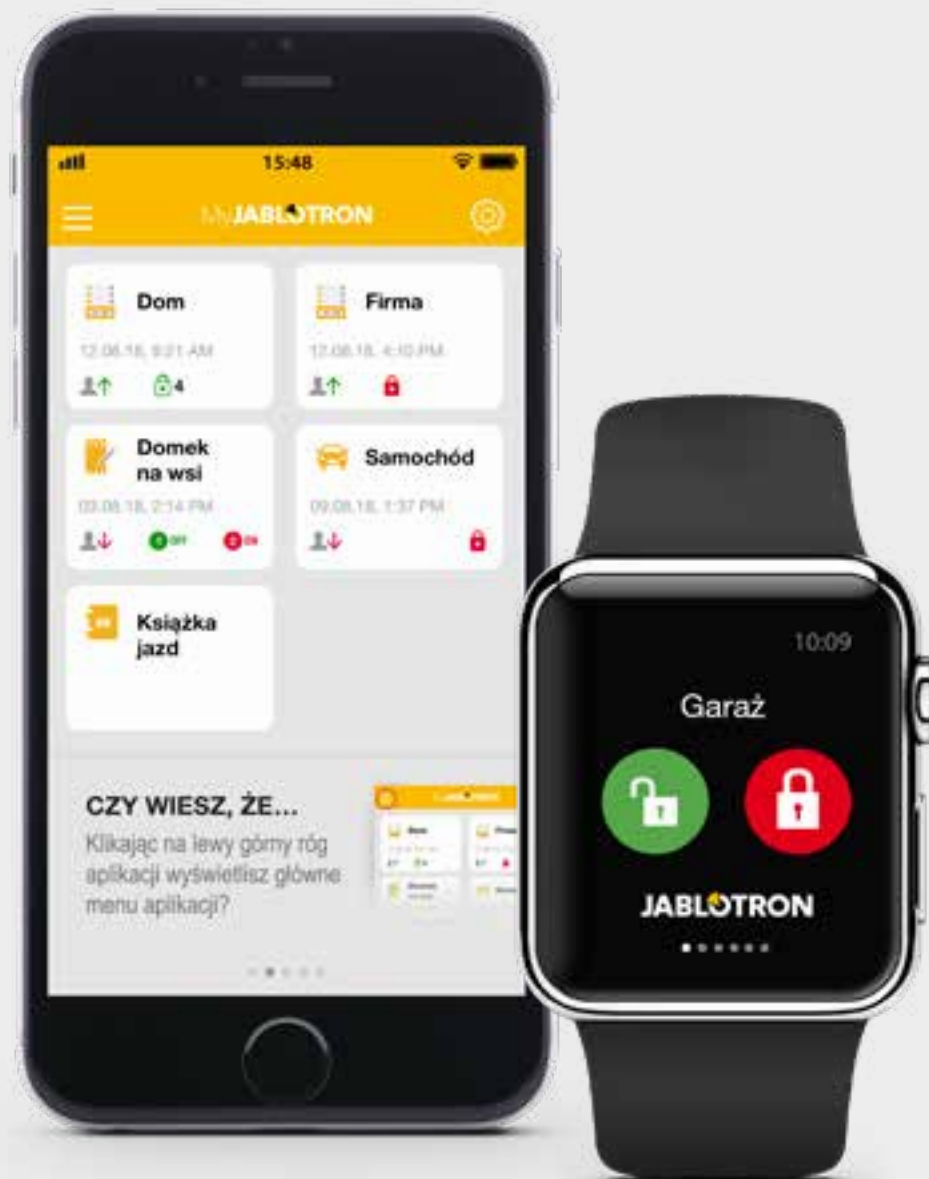 15:48
MyJABLOTRON
Dom
Firma
12.08.18, 9:21 AM
12.08.18, 4:10 PM
4
Domek
na wsi
Samochód
09.08.18, 2:14 PM
09.08.18, 1:37 PM
OFF
ON
Książka
jazd
CZY WIESZ, ŻE...
Klikając na lewy górny róg
aplikacji wyświetlisz główne
menu aplikacji?
10:09
Garaż
JABLOTRON